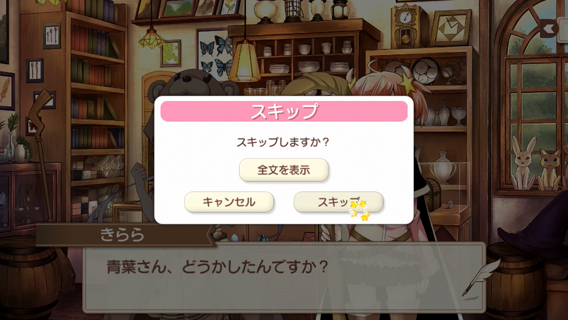 スキップ
スキップしますか？
全文を表示
キャンセル
スキップ
きらら
青葉さん、どうかしたんですか？